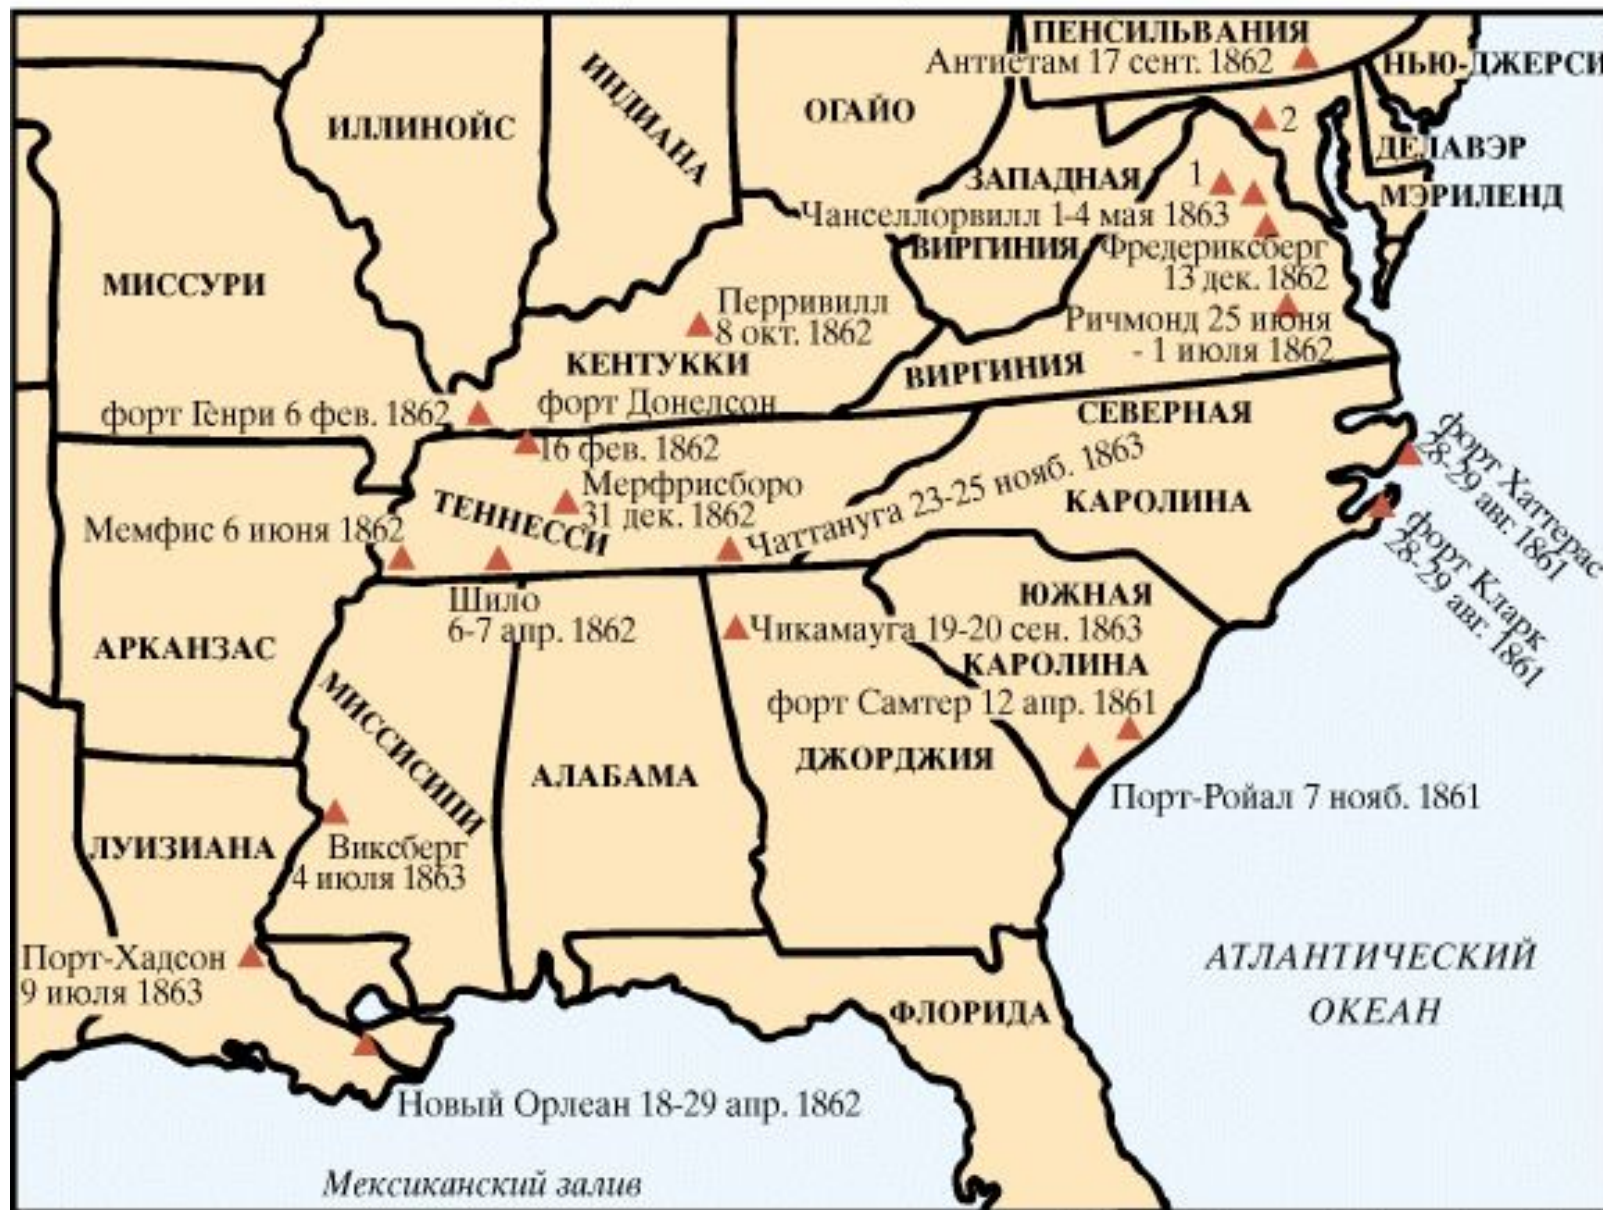 ПЕНСИЛЬВАНИЯ
Антиетам 17 сент. 1862
НЬЮ-ДЖЕРСИ
ИНДИАНА
ОГАЙО
ИЛЛИНОЙС
2
ДЕЛАВЭР
ЗАПАДНАЯ
1
МЭРИЛЕНД
Чанселлорвилл 1-4 мая 1863
ВИРГИНИЯ
Фредериксберг
13 дек. 1862
МИССУРИ
Перривилл
8 окт. 1862
Ричмонд 25 июня
- 1 июля 1862
КЕНТУККИ
ВИРГИНИЯ
форт Генри 6 фев. 1862
форт Донелсон
16 фев. 1862
СЕВЕРНАЯ
КАРОЛИНА
форт Хаттерас
28-29 авг. 1861
форт Кларк
28-29 авг. 1861
Мерфрисборо
31 дек. 1862
ТЕННЕССИ
Чаттануга 23-25 нояб. 1863
Мемфис 6 июня 1862
Шило
6-7 апр. 1862
ЮЖНАЯ
КАРОЛИНА
Чикамауга 19-20 сен. 1863
АРКАНЗАС
МИССИСИПИ
форт Самтер 12 апр. 1861
ДЖОРДЖИЯ
АЛАБАМА
Порт-Ройал 7 нояб. 1861
ЛУИЗИАНА
Виксберг
4 июля 1863
Порт-Хадсон
9 июля 1863
АТЛАНТИЧЕСКИЙ
ОКЕАН
ФЛОРИДА
Новый Орлеан 18-29 апр. 1862
Мексиканский залив